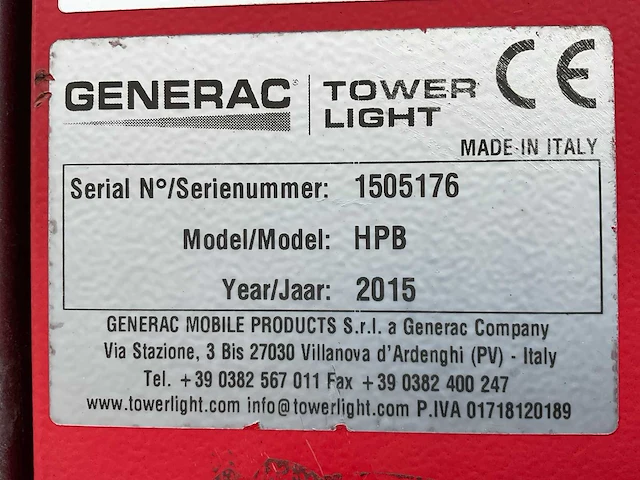 GENERAC® TOWER LIGHT CE
MADE IN ITALY
Serial N°/Serienummer: 1505176
Model/Model: HPB
Year/Jaar: 2015
GENERAC MOBILE PRODUCTS S.r.l. a Generac Company
Via Stazione, 3 Bis 27030 Villanova d'Ardenghi (PV) - Italy
Tel. +39 0382 567 011 Fax +39 0382 400 247
www.towerlight.com info@towerlight.com P.IVA 01718120189